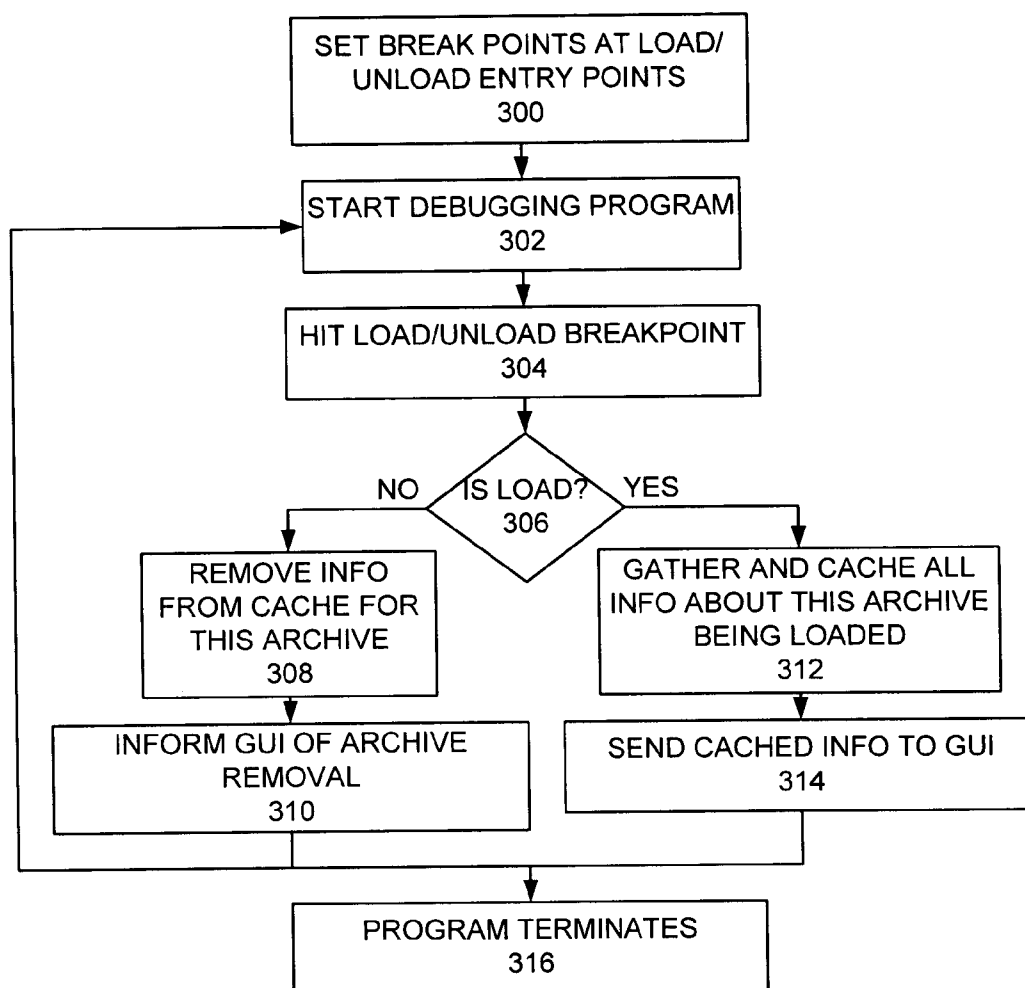 SET BREAK POINTS AT LOAD/
UNLOAD ENTRY POINTS
300
START DEBUGGING PROGRAM
302
HIT LOAD/UNLOAD BREAKPOINT
304
IS LOAD?
306
NO
YES
REMOVE INFO
FROM CACHE FOR
THIS ARCHIVE
308
GATHER AND CACHE ALL
INFO ABOUT THIS ARCHIVE
BEING LOADED
312
INFORM GUI OF ARCHIVE
REMOVAL
310
SEND CACHED INFO TO GUI
314
PROGRAM TERMINATES
316